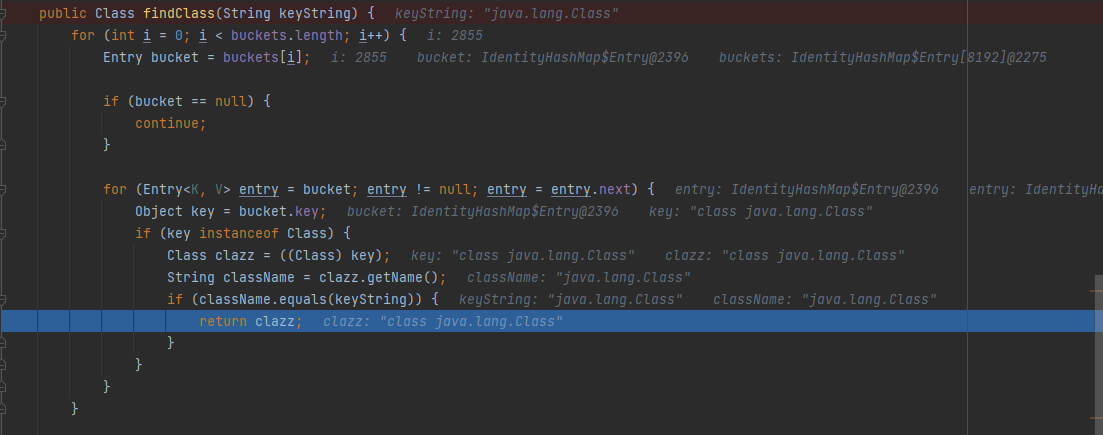 public Class findClass(String keyString) {  keyString: "java.lang.Class"
for (int i = 0; i < buckets.length; i++) {  i: 2855
Entry bucket = buckets[i];  i: 2855  bucket: IdentityHashMap$Entry@2396  buckets: IdentityHashMap$Entry[8192]@2275
if (bucket == null) {
continue;
}
for (Entry<K, V> entry = bucket; entry != null; entry = entry.next) {  entry: IdentityHashMap$Entry@2396  entry: IdentityHa
Object key = bucket.key;  bucket: IdentityHashMap$Entry@2396  key: "class java.lang.Class"
if (key instanceof Class) {
Class clazz = ((Class) key);  key: "class java.lang.Class"  clazz: "class java.lang.Class"
String className = clazz.getName();  className: "java.lang.Class"
if (className.equals(keyString)) {  keyString: "java.lang.Class"  className: "java.lang.Class"
return clazz;  clazz: "class java.lang.Class"
}
}
}
}